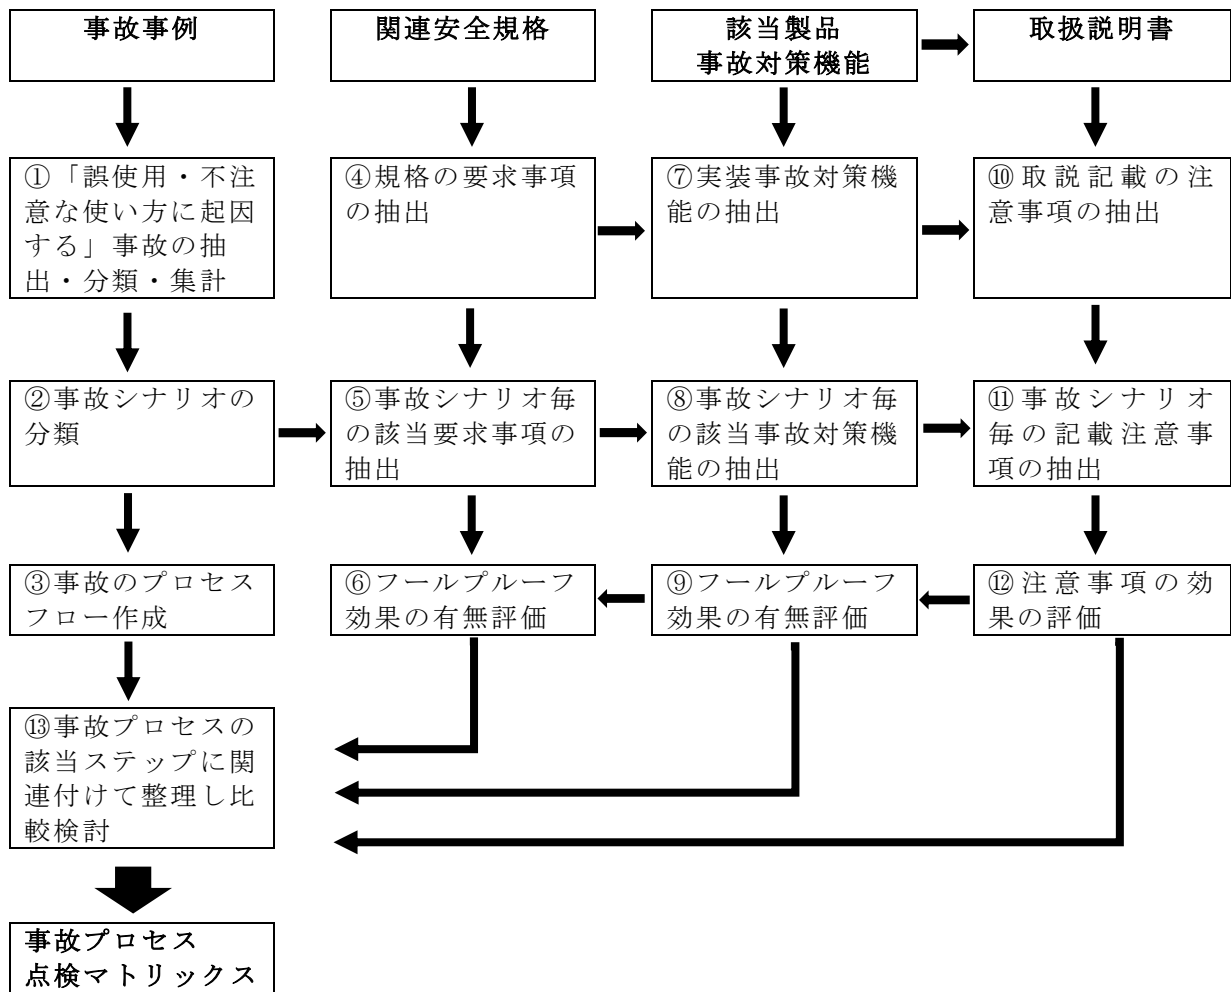 事故事例
関連安全規格
該当製品
事故対策機能
取扱説明書
①「誤使用・不注
意な使い方に起因
する」事故の抽
出・分類・集計
④規格の要求事項
の抽出
⑦実装事故対策機
能の抽出
⑩取説記載の注
意事項の抽出
②事故シナリオの
分類
⑤事故シナリオ毎
の該当要求事項の
抽出
⑧事故シナリオ毎
の該当事故対策機
能の抽出
⑪事故シナリオ
毎の記載注意事
項の抽出
③事故のプロセス
フロー作成
⑥フールプルーフ
効果の有無評価
⑨フールプルーフ
効果の有無評価
⑫注意事項の効
果の評価
⑬事故プロセスの
該当ステップに関
連付けて整理し比
較検討
事故プロセス
点検マトリックス